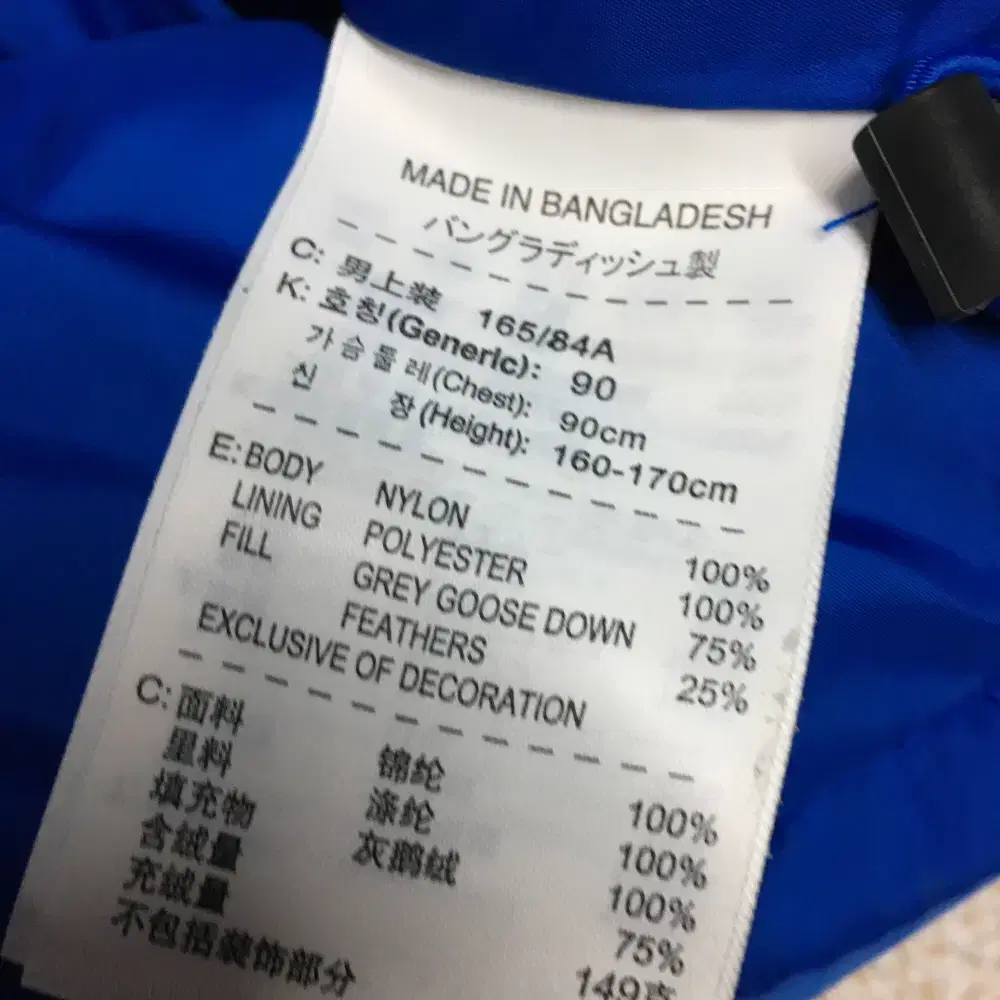 MADE IN BANGLADESH
バングラディッシュ製
C: 男上装 165/84A
K: 호칭(Generic): 90
가슴둘레(Chest): 90cm
신 장(Height): 160-170cm
E: BODY NYLON 100%
LINING POLYESTER 100%
FILL GREY GOOSE DOWN 75%
FEATHERS 25%
EXCLUSIVE OF DECORATION
C: 面料 锦纶 100%
里料 涤纶 100%
填充物 灰鹅绒 100%
含绒量 75%
充绒量 149克
不包括装饰部分